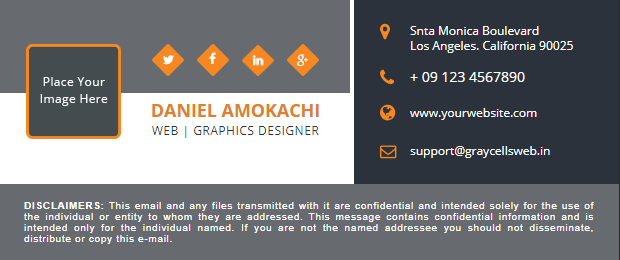 Place Your
Image Here
DANIEL AMOKACHI
WEB | GRAPHICS DESIGNER
Snta Monica Boulevard
Los Angeles. California 90025
+ 09 123 4567890
www.yourwebsite.com
support@graycellsweb.in
DISCLAIMERS: This email and any files transmitted with it are confidential and intended solely for the use of
the individual or entity to whom they are addressed. This message contains confidential information and is
intended only for the individual named. If you are not the named addressee you should not disseminate,
distribute or copy this e-mail.